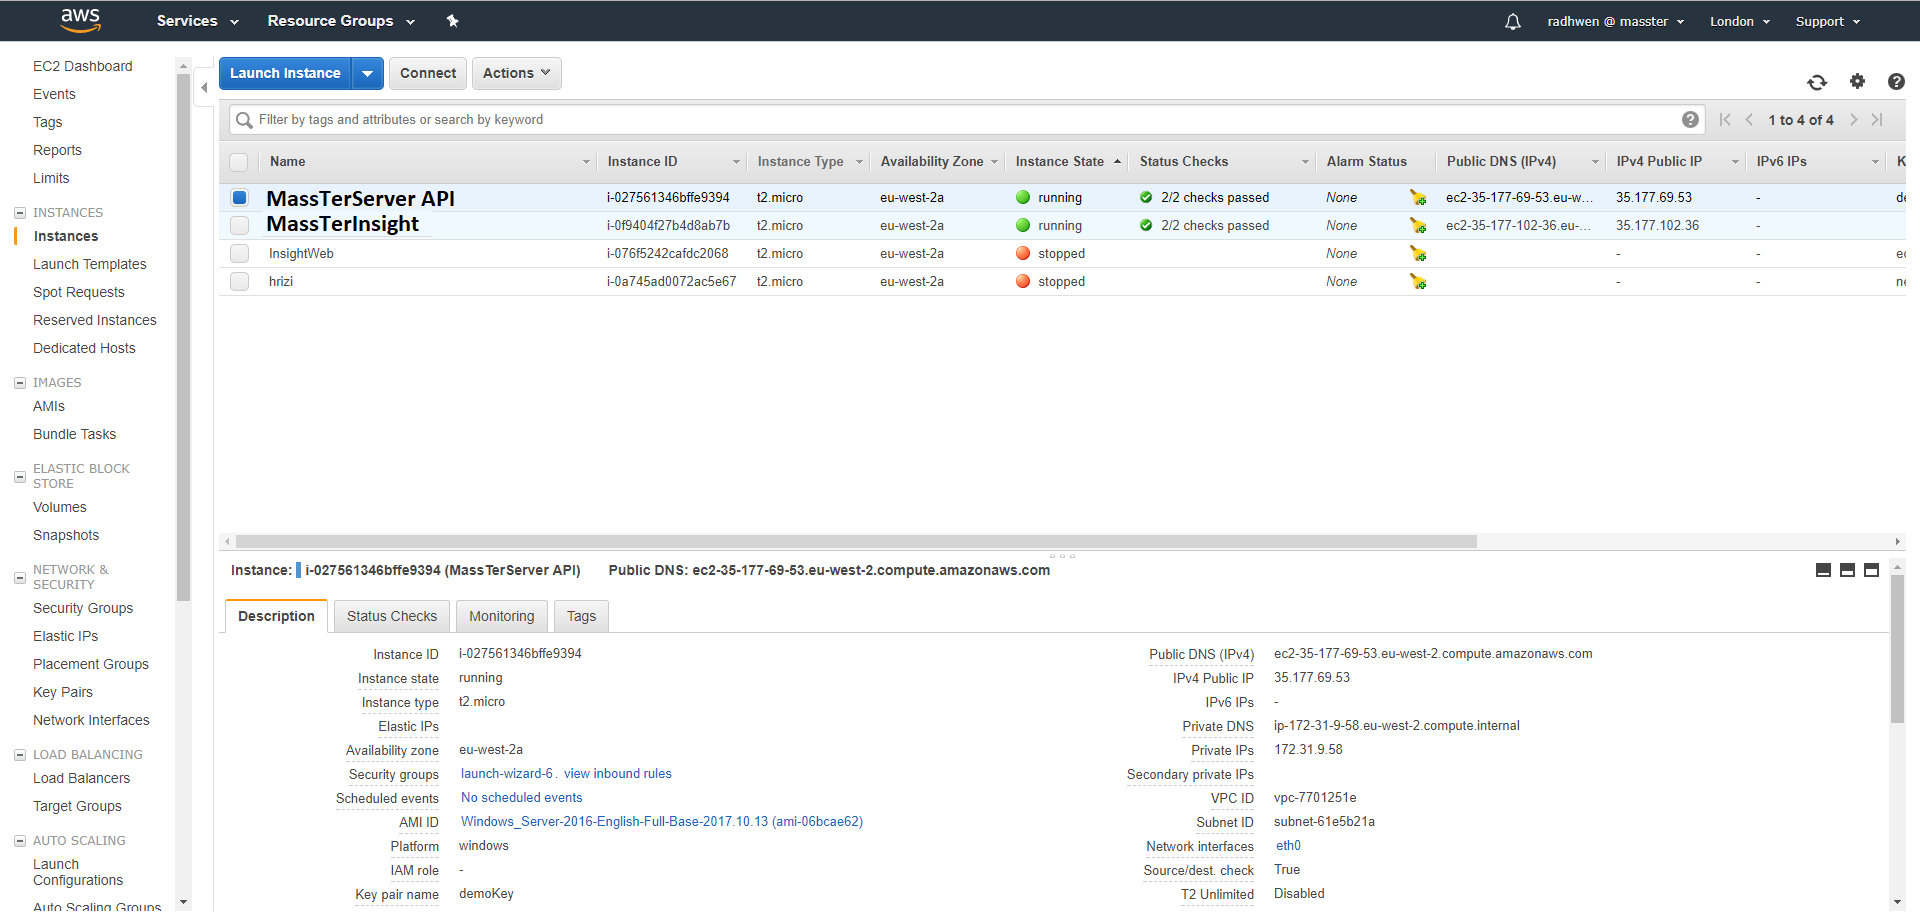 aws Services Resource Groups radhwen @ masster London Support
EC2 Dashboard
Events
Tags
Reports
Limits
INSTANCES
Instances
Launch Templates
Spot Requests
Reserved Instances
Dedicated Hosts
IMAGES
AMIs
Bundle Tasks
ELASTIC BLOCK
STORE
Volumes
Snapshots
NETWORK &
SECURITY
Security Groups
Elastic IPs
Placement Groups
Key Pairs
Network Interfaces
LOAD BALANCING
Load Balancers
Target Groups
AUTO SCALING
Launch
Configurations
Auto Scaling Groups
Launch Instance Connect Actions
Filter by tags and attributes or search by keyword 1 to 4 of 4
Name Instance ID Instance Type Availability Zone Instance State Status Checks Alarm Status Public DNS (IPv4) IPv4 Public IP IPv6 IPs K
MassTerServer API i-027561346bffe9394 t2.micro eu-west-2a running 2/2 checks passed None ec2-35-177-69-53.eu-w... 35.177.69.53 - de
MassTerInsight i-0f9404f27b4d8ab7b t2.micro eu-west-2a running 2/2 checks passed None ec2-35-177-102-36.eu-... 35.177.102.36 -
InsightWeb i-076f5242cafdc2068 t2.micro eu-west-2a stopped None - - ec
hrizi i-0a745ad0072ac5e67 t2.micro eu-west-2a stopped None - - ne
Instance: i-027561346bffe9394 (MassTerServer API) Public DNS: ec2-35-177-69-53.eu-west-2.compute.amazonaws.com
Description Status Checks Monitoring Tags
Instance ID i-027561346bffe9394
Instance state running
Instance type t2.micro
Elastic IPs
Availability zone eu-west-2a
Security groups launch-wizard-6. view inbound rules
Scheduled events No scheduled events
AMI ID Windows_Server-2016-English-Full-Base-2017.10.13 (ami-06bcae62)
Platform windows
IAM role -
Key pair name demoKey
Public DNS (IPv4) ec2-35-177-69-53.eu-west-2.compute.amazonaws.com
IPv4 Public IP 35.177.69.53
IPv6 IPs -
Private DNS ip-172-31-9-58.eu-west-2.compute.internal
Private IPs 172.31.9.58
Secondary private IPs
VPC ID vpc-7701251e
Subnet ID subnet-61e5b21a
Network interfaces eth0
Source/dest. check True
T2 Unlimited Disabled